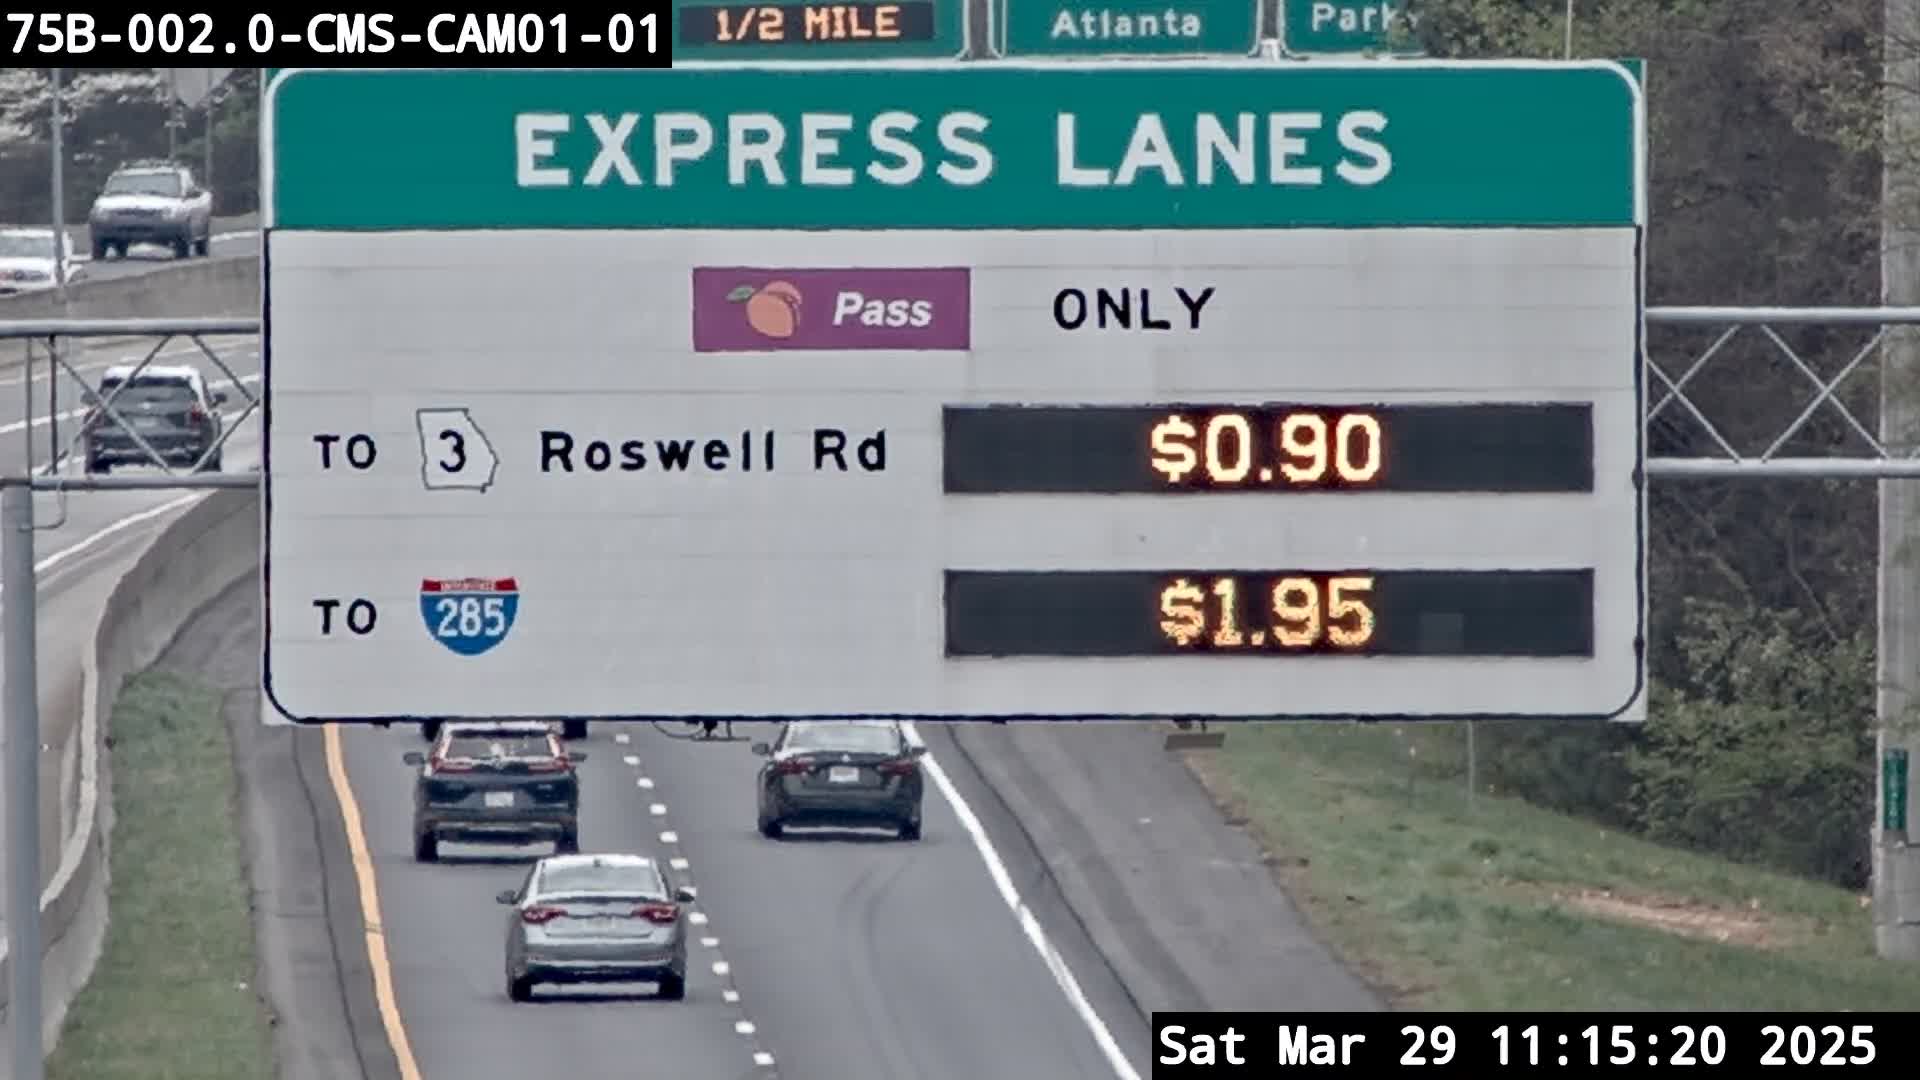 75B-002.0-CMS-CAM01-01
1/2 MILE
Atlanta
EXPRESS LANES
Pass ONLY
TO 3 Roswell Rd $0.90
TO 285 $1.95
Sat Mar 29 11:15:20 2025